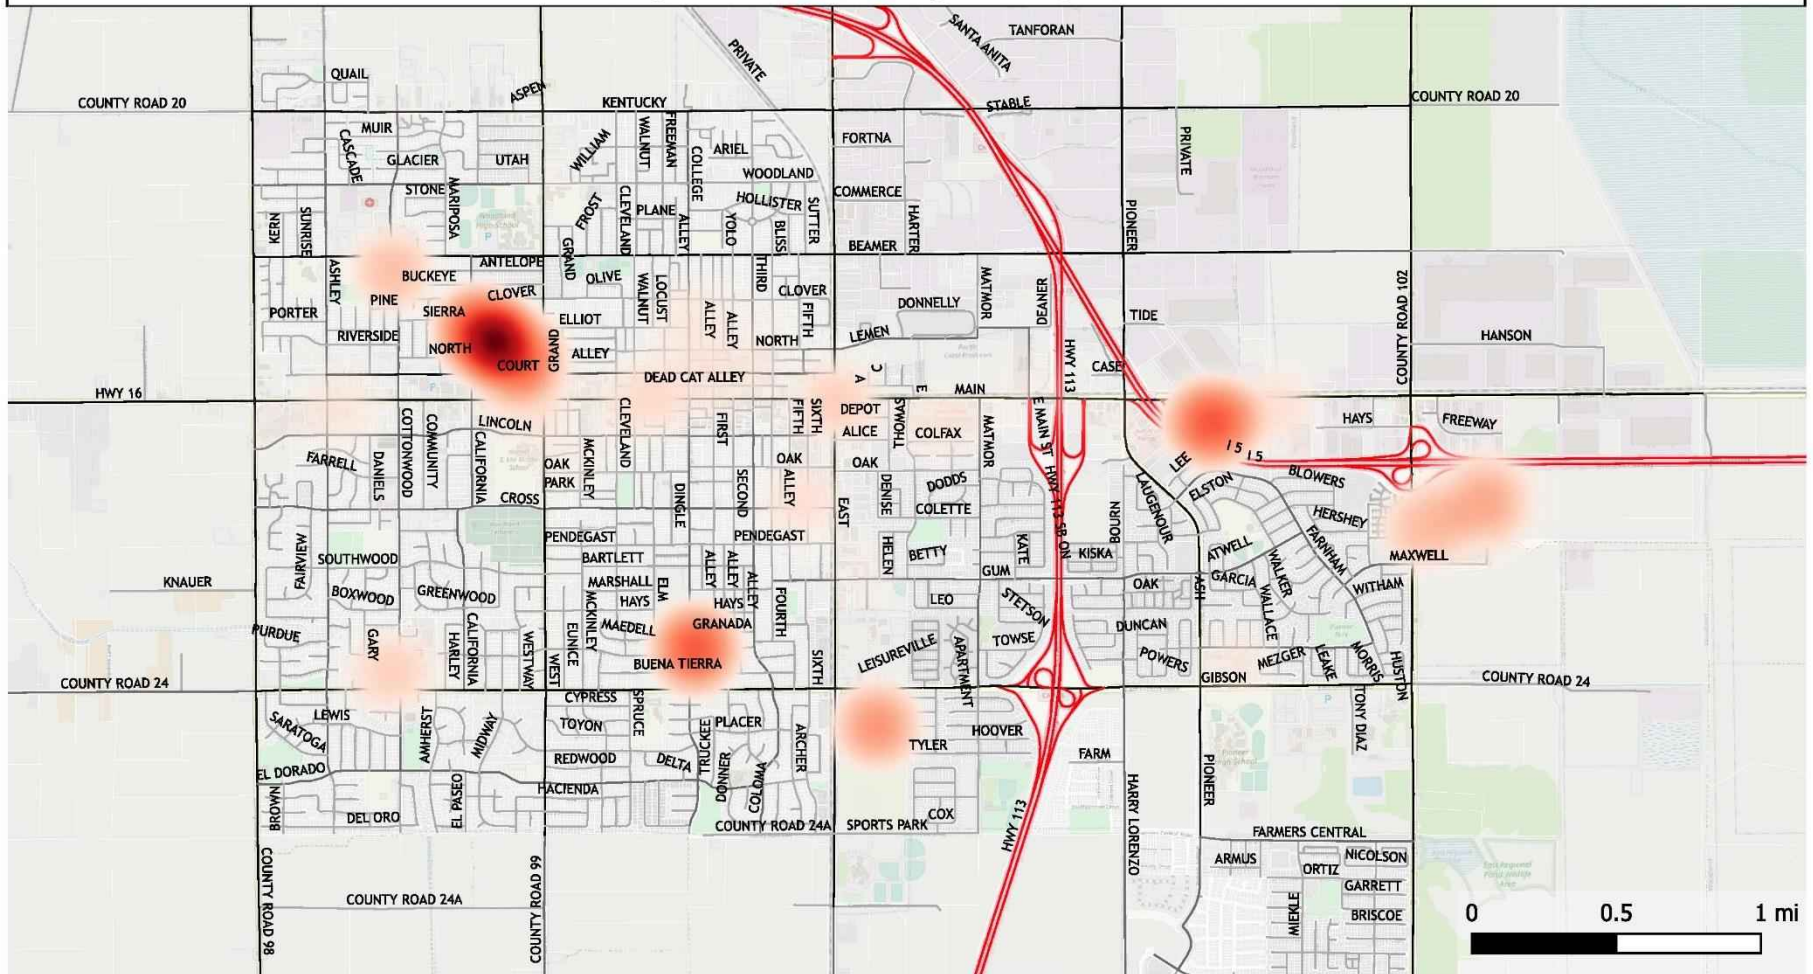 SANTA ANITA
TANFORAN
PRIVATE
QUAIL
ASPEN
COUNTY ROAD 20
KENTUCKY
STABLE
COUNTY ROAD 20
MUIR
CASCADE
GLACIER
UTAH
WILLIAM
WALNUT
FREEMAN
COLLEGE
ARIEL
FORTNA
PRIVATE
WOODLAND
STONE
MARIPOSA
FROST
CLEVELAND
PLANE
ALLEY
HOLLISTER
YOLO
BLISS
SUTTER
COMMERCE
HARTER
PIONEER
KERN
SUNRISE
GRAND
BEAMER
ANTELOPE
ASHLEY
BUCKEYE
OLIVE
WALNUT
LOCUST
THIRD
CLOVER
MATMOR
DEANER
COUNTY ROAD 102
PINE
CLOVER
FIFTH
DONNELLY
PORTER
SIERRA
ELLIOT
ALLEY
ALLEY
TIDE
RIVERSIDE
NORTH
GRAND
ALLEY
NORTH
LEMEN
HANSON
COURT
HWY 113
CASE
DEAD CAT ALLEY
C
A
E
MAIN
HWY 16
COTTONWOOD
COMMUNITY
LINCOLN
CALIFORNIA
CLEVELAND
FIRST
FIFTH
SIXTH
DEPOT
THOMAS
ALICE
COLFAX
MATMOR
E MAIN ST
HWY 113 SB ON
HAYS
FREEWAY
FARRELL
DANIELS
OAK
PARK
MCKINLEY
OAK
ALLEY
OAK
LEE
I 5
I 5
BLOWERS
CROSS
DINGLE
SECOND
EAST
DENISE
DODDS
COLETTE
BOURN
LAUGENOUR
ELSTON
HERSHEY
FAIRVIEW
PENDEGAST
PENDEGAST
HELEN
KATE
SOUTHWOOD
BARTLETT
ALLEY
ALLEY
BETTY
KISKA
ATWELL
FARNHAM
MAXWELL
KNAUER
BOXWOOD
GREENWOOD
MARSHALL
ELM
ALLEY
GUM
OAK
ASH
GARCIA
WALKER
WITHAM
HAYS
HAYS
FOURTH
LEO
STETSON
WALLACE
PURDUE
GARY
HARLEY
CALIFORNIA
WESTWAY
WEST
EUNICE
MCKINLEY
MAEDELL
GRANADA
LEISUREVILLE
APARTMENT
TOWSE
DUNCAN
BUENA TIERRA
SIXTH
POWERS
MEZGER
LEAKE
MORRIS
HUSTON
COUNTY ROAD 24
GIBSON
COUNTY ROAD 24
CYPRESS
SPRUCE
SARATOGA
LEWIS
AMHERST
MIDWAY
TOYON
TRUCKEE
PLACER
ARCHER
TYLER
HOOVER
TONY DIAZ
EL DORADO
REDWOOD
DELTA
DONNER
COLOMA
FARM
PIONEER
BROWN
EL PASEO
HACIENDA
HARRY LORENZO
DEL ORO
COUNTY ROAD 24A
SPORTS PARK
COX
HWY 113
FARMERS CENTRAL
COUNTY ROAD 98
COUNTY ROAD 99
ARMUS
ORTIZ
NICOLSON
GARRETT
COUNTY ROAD 24A
MEIKLE
BRISCOE
0 0.5 1 mi